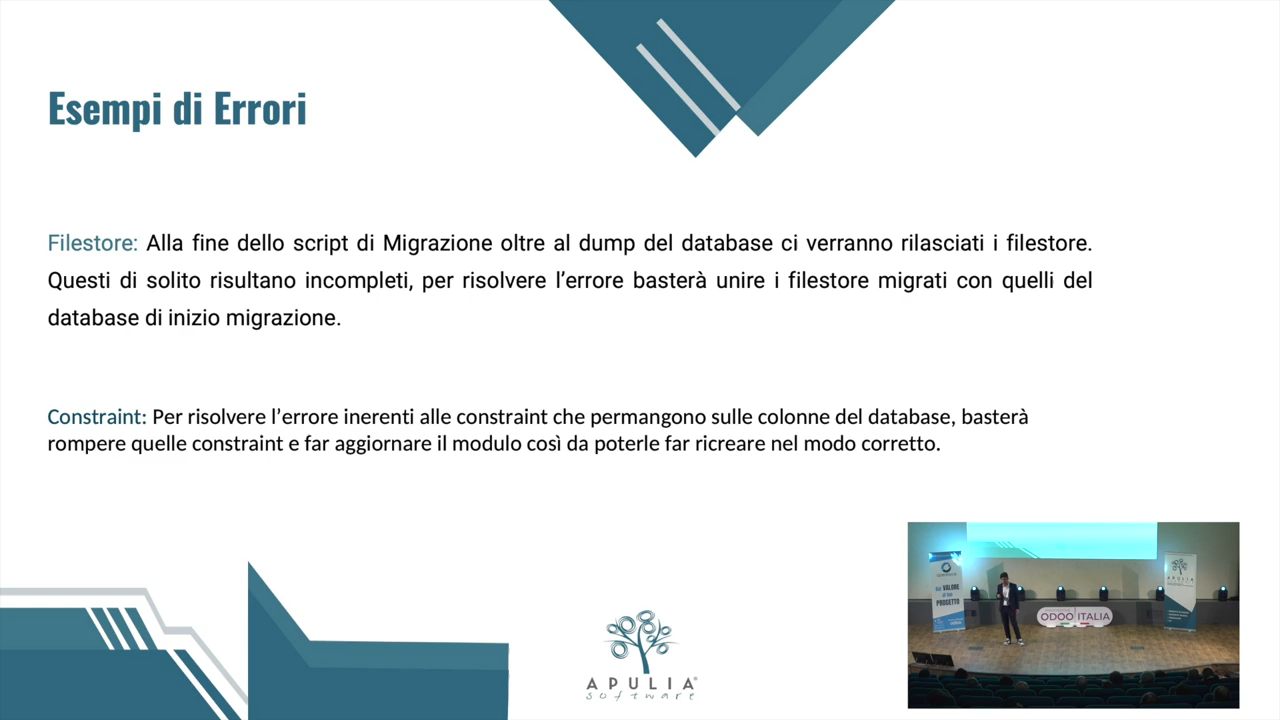 Esempi di Errori
Filestore: Alla fine dello script di Migrazione oltre al dump del database ci verranno rilasciati i filestore.
Questi di solito risultano incompleti, per risolvere l’errore basterà unire i filestore migrati con quelli del
database di inizio migrazione.
Constraint: Per risolvere l’errore inerenti alle constraint che permangono sulle colonne del database, basterà
rompere quelle constraint e far aggiornare il modulo così da poterle far ricreare nel modo corretto.
APULIA
software
VALORE
PROGETTO
ODOO ITALIA
APULIA